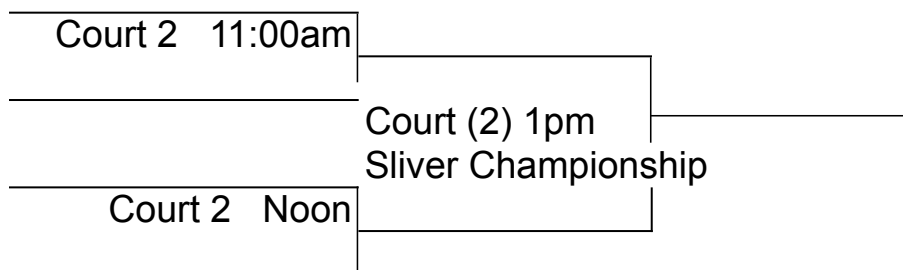 Court 2 11:00am
Court (2) 1pm
Sliver Championship
Court 2 Noon